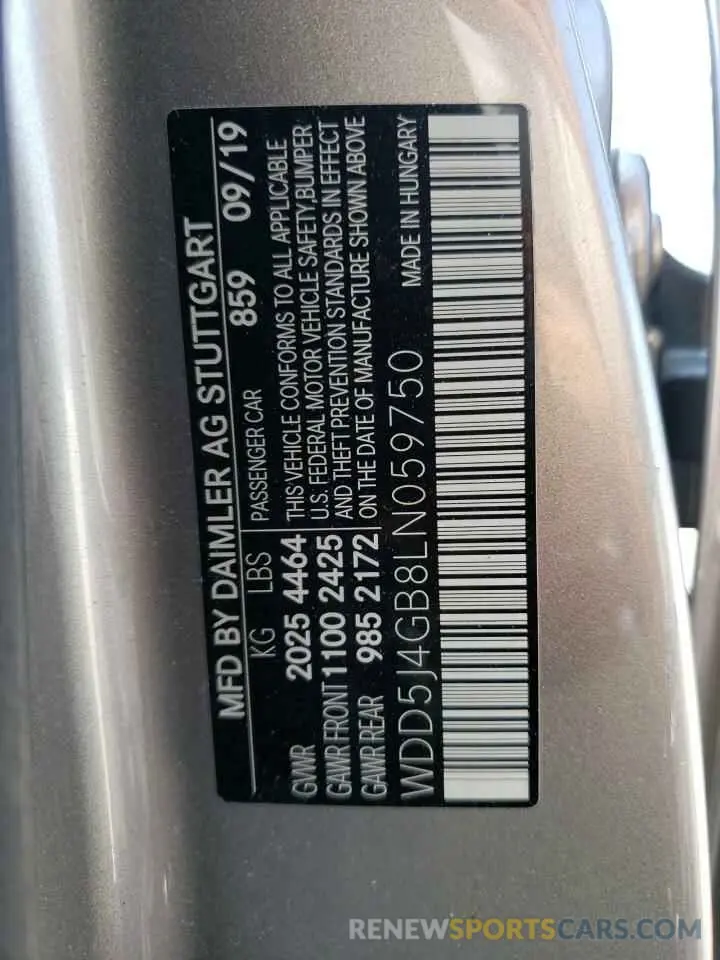 MFD BY DAIMLER AG STUTTGART
KG LBS 859 09/19
PASSENGER CAR
GVWR 2025 4464
GAWR FRONT 1100 2425
GAWR REAR 985 2172
THIS VEHICLE CONFORMS TO ALL APPLICABLE
U.S. FEDERAL MOTOR VEHICLE SAFETY,BUMPER
AND THEFT PREVENTION STANDARDS IN EFFECT
ON THE DATE OF MANUFACTURE SHOWN ABOVE
WDD5J4GB8LN059750 MADE IN HUNGARY
RENEWSPORTSCARS.COM